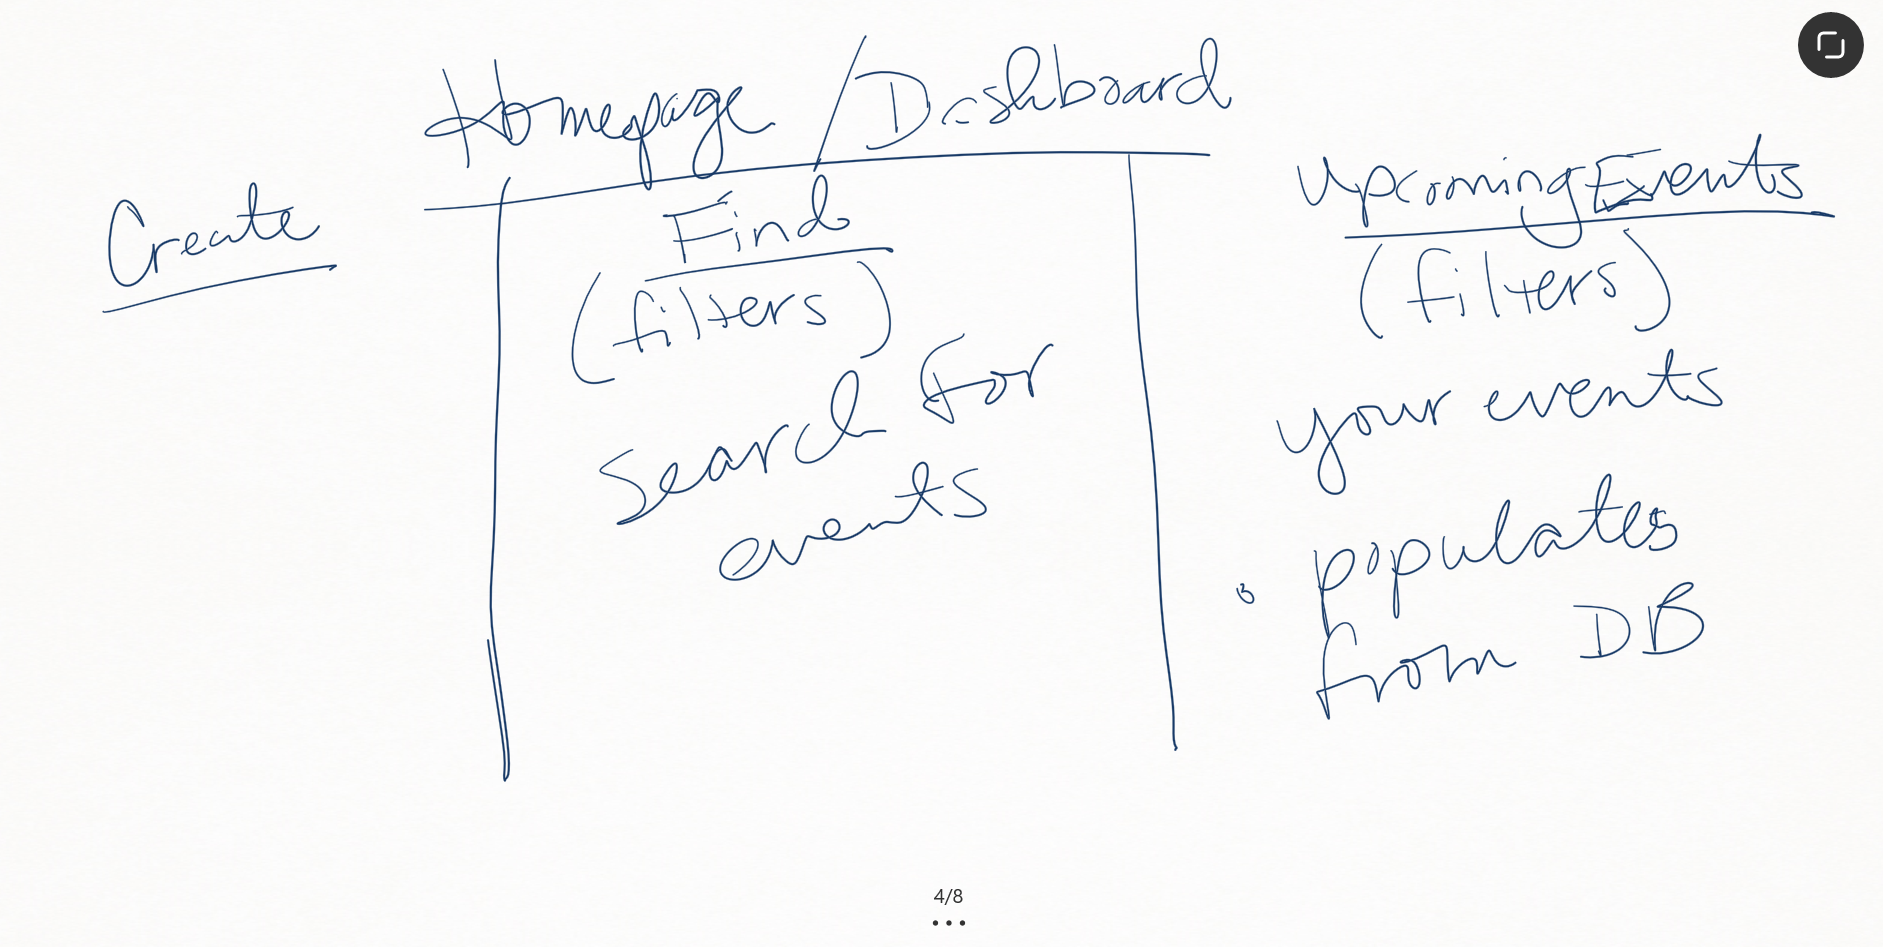 Homepage / Dashboard
Create
Find
(filters)
Search For
events
Upcoming Events
(filters)
your events
populates
from DB
4/8